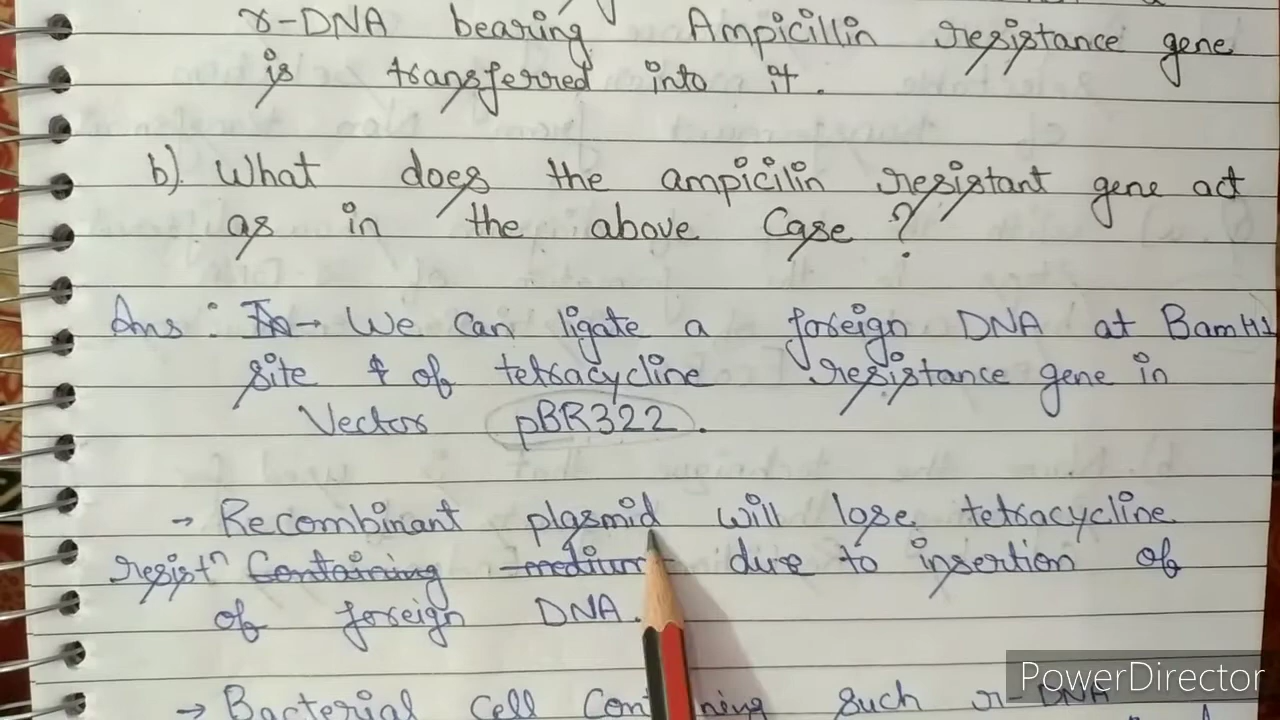 r-DNA bearing Ampicillin resistance gene
is transferred into it.
b). What does the ampicilin resistant gene act
as in the above Case ?
Ans : → We can ligate a foreign DNA at BamH1
site of tetracycline resistance gene in
Vector pBR322.
→ Recombinant plasmid will lose tetracycline
resistⁿ Containing medium due to insertion of
of foreign DNA.
→ Bacterial cell such r-DNA
PowerDirector